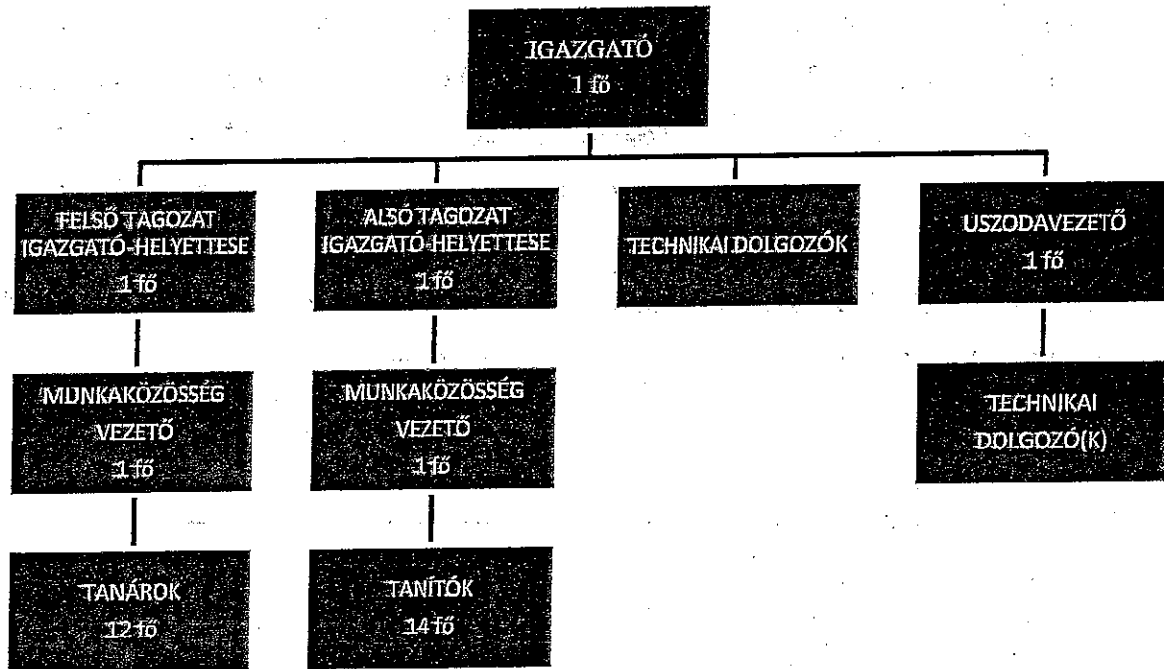 IGAZGATÓ
1 fő
FELSŐ TAGOZAT
IGAZGATÓ-HELYETTESE
1 fő
ALSÓ TAGOZAT
IGAZGATÓ-HELYETTESE
1 fő
TECHNIKAI DOLGOZÓK
USZODAVEZETŐ
1 fő
MUNKAKÖZÖSSÉG
VEZETŐ
1 fő
MUNKAKÖZÖSSÉG
VEZETŐ
1 fő
TECHNIKAI
DOLGOZÓ(K)
TANÁROK
12 fő
TANÍTÓK
14 fő